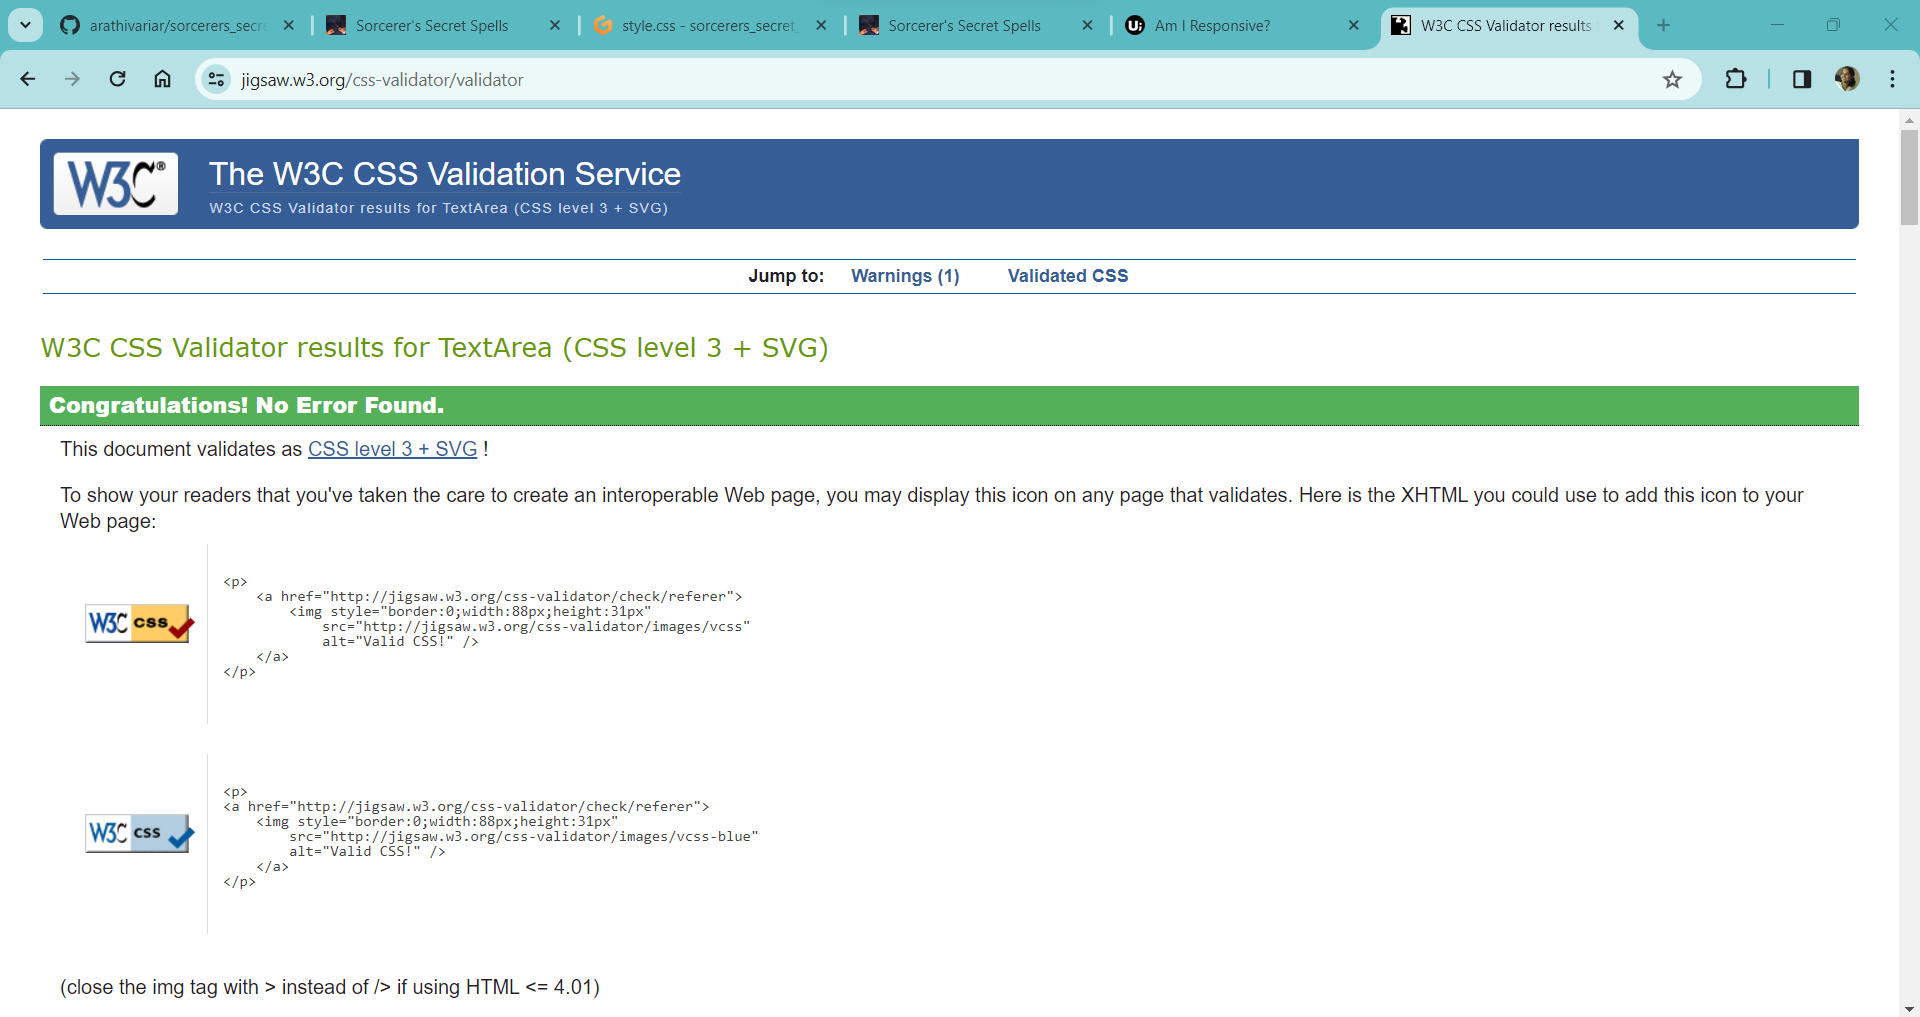 arathivariar/sorcerers_secre
Sorcerer's Secret Spells
style.css - sorcerers_secret_
Sorcerer's Secret Spells
Ui
Am I Responsive?
W3C CSS Validator results
jigsaw.w3.org/css-validator/validator
W3C®
The W3C CSS Validation Service
W3C CSS Validator results for TextArea (CSS level 3 + SVG)
Jump to: Warnings (1) Validated CSS
W3C CSS Validator results for TextArea (CSS level 3 + SVG)
Congratulations! No Error Found.
This document validates as CSS level 3 + SVG !
To show your readers that you've taken the care to create an interoperable Web page, you may display this icon on any page that validates. Here is the XHTML you could use to add this icon to your
Web page:
W3C css
<p>
<a href="http://jigsaw.w3.org/css-validator/check/referer">
<img style="border:0;width:88px;height:31px"
src="http://jigsaw.w3.org/css-validator/images/vcss"
alt="Valid CSS!" />
</a>
</p>
W3C css
<p>
<a href="http://jigsaw.w3.org/css-validator/check/referer">
<img style="border:0;width:88px;height:31px"
src="http://jigsaw.w3.org/css-validator/images/vcss-blue"
alt="Valid CSS!" />
</a>
</p>
(close the img tag with > instead of /> if using HTML <= 4.01)